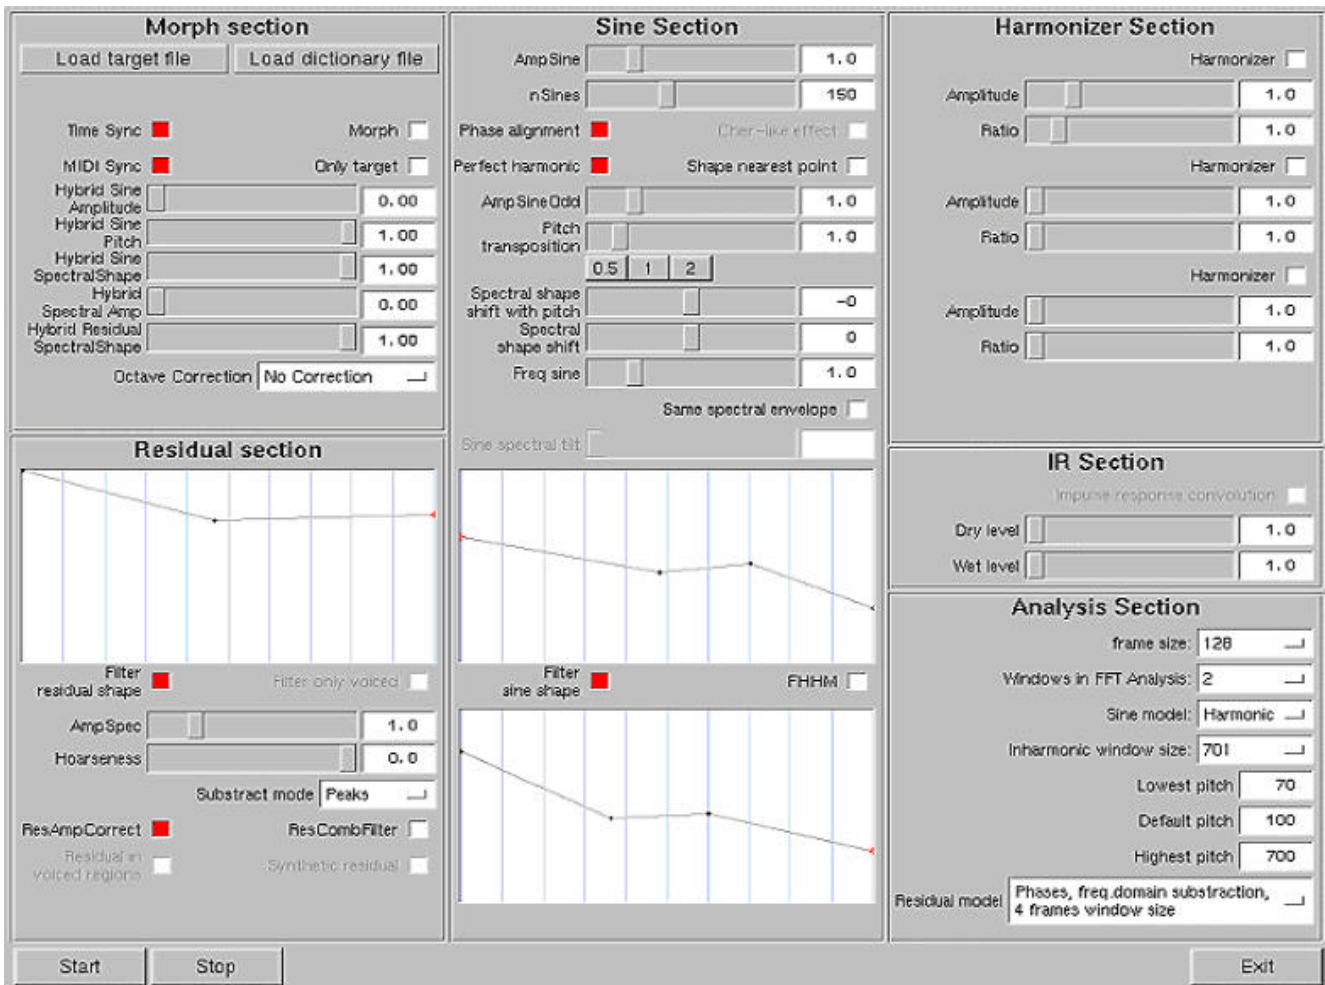 Morph section
Load target file
Load dictionary file
Time Sync
Morph
MIDI Sync
Only target
Hybrid Sine
Amplitude
0.00
Hybrid Sine
Pitch
1.00
Hybrid Sine
SpectralShape
1.00
Hybrid
Spectral Amp
0.00
Hybrid Residual
SpectralShape
1.00
Octave Correction
No Correction
Residual section
Filter
residual shape
Filter only voiced
AmpSpec
1.0
Hoarseness
0.0
Substract mode
Peaks
ResAmpCorrect
ResCombFilter
Residual in
voiced regions
Synthetic residual
Sine Section
AmpSine
1.0
nSines
150
Phase alignment
Cher-like effect
Perfect harmonic
Shape nearest point
AmpSineOdd
1.0
Pitch
transposition
1.0
0.5
1
2
Spectral shape
shift with pitch
-0
Spectral
shape shift
0
Freq sine
1.0
Same spectral envelope
Sine spectral tilt
Filter
sine shape
FHHM
Harmonizer Section
Harmonizer
Amplitude
1.0
Ratio
1.0
Harmonizer
Amplitude
1.0
Ratio
1.0
Harmonizer
Amplitude
1.0
Ratio
1.0
IR Section
Impulse response convolution
Dry level
1.0
Wet level
1.0
Analysis Section
frame size:
128
Windows in FFT Analysis:
2
Sine model:
Harmonic
Inharmonic window size:
701
Lowest pitch
70
Default pitch
100
Highest pitch
700
Residual model
Phases, freq.domain substraction,
4 frames window size
Start
Stop
Exit